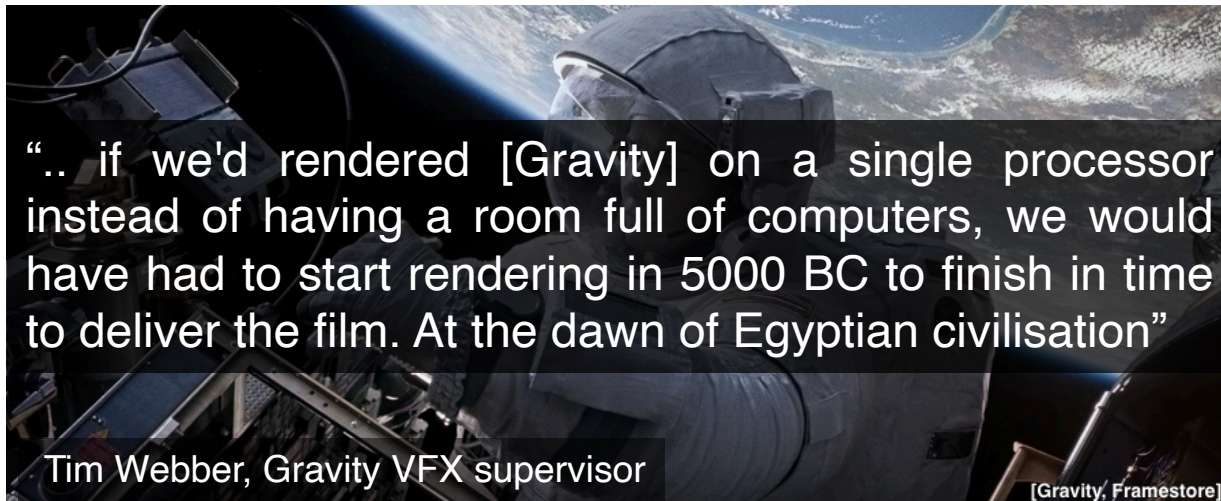 “.. if we'd rendered [Gravity] on a single processor
instead of having a room full of computers, we would
have had to start rendering in 5000 BC to finish in time
to deliver the film. At the dawn of Egyptian civilisation”
Tim Webber, Gravity VFX supervisor
[Gravity, Framestore]